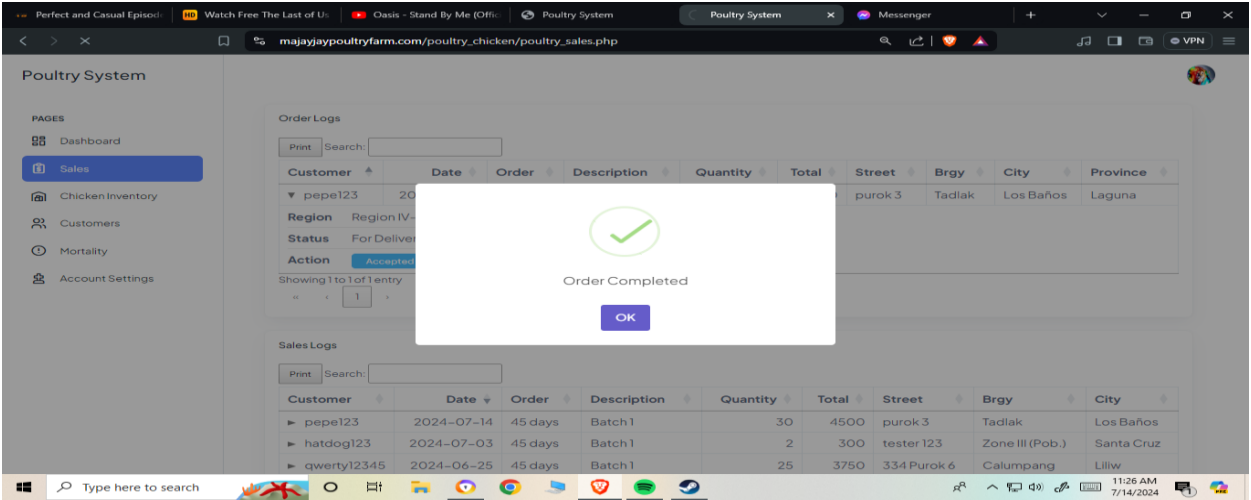 Perfect and Casual Episod HD Watch Free The Last of Us Oasis - Stand By Me (Offic Poultry System Poultry System Messenger
majayjaypoultryfarm.com/poultry_chicken/poultry_sales.php VPN
Poultry System
PAGES
Dashboard
Sales
Chicken Inventory
Customers
Mortality
Account Settings
Order Logs
Print Search:
Customer Date Order Description Quantity Total Street Brgy City Province
pepe123 20 purok 3 Tadlak Los Baños Laguna
Region Region IV-
Status For Deliver
Action Accepted
Showing 1 to 1 of 1 entry
« ‹ 1 ›
Order Completed
OK
Sales Logs
Print Search:
Customer Date Order Description Quantity Total Street Brgy City
pepe123 2024-07-14 45 days Batch 1 30 4500 purok 3 Tadlak Los Baños
hatdog123 2024-07-03 45 days Batch 1 2 300 tester 123 Zone III (Pob.) Santa Cruz
qwerty12345 2024-06-25 45 days Batch 1 25 3750 334 Purok 6 Calumpang Liliw
Type here to search
11:26 AM
7/14/2024